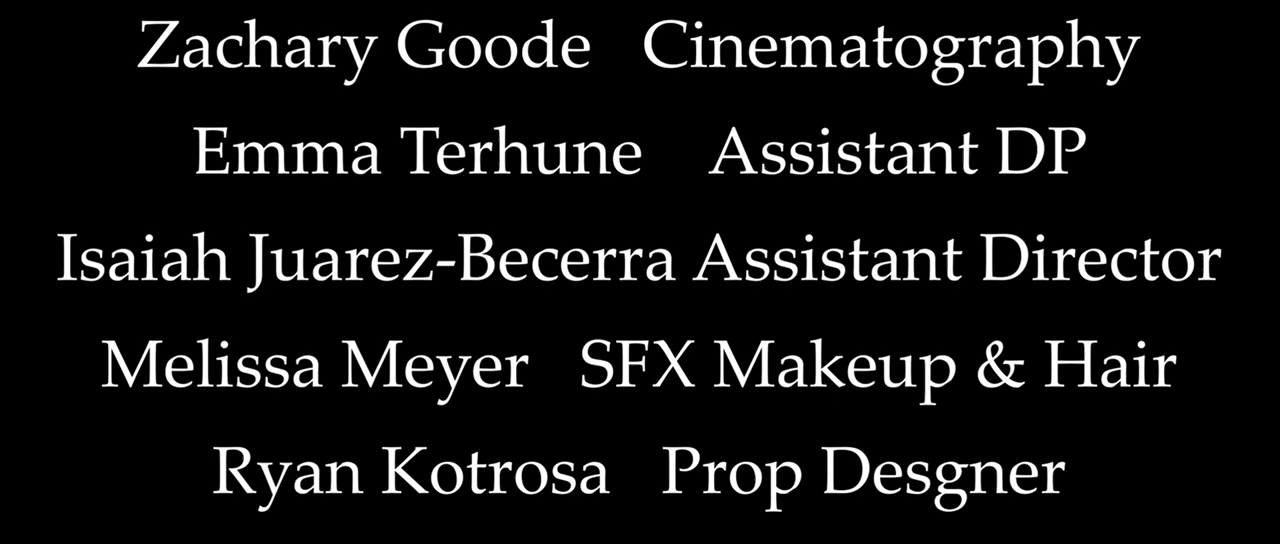 Zachary Goode Cinematography
Emma Terhune Assistant DP
Isaiah Juarez-Becerra Assistant Director
Melissa Meyer SFX Makeup & Hair
Ryan Kotrosa Prop Desgner